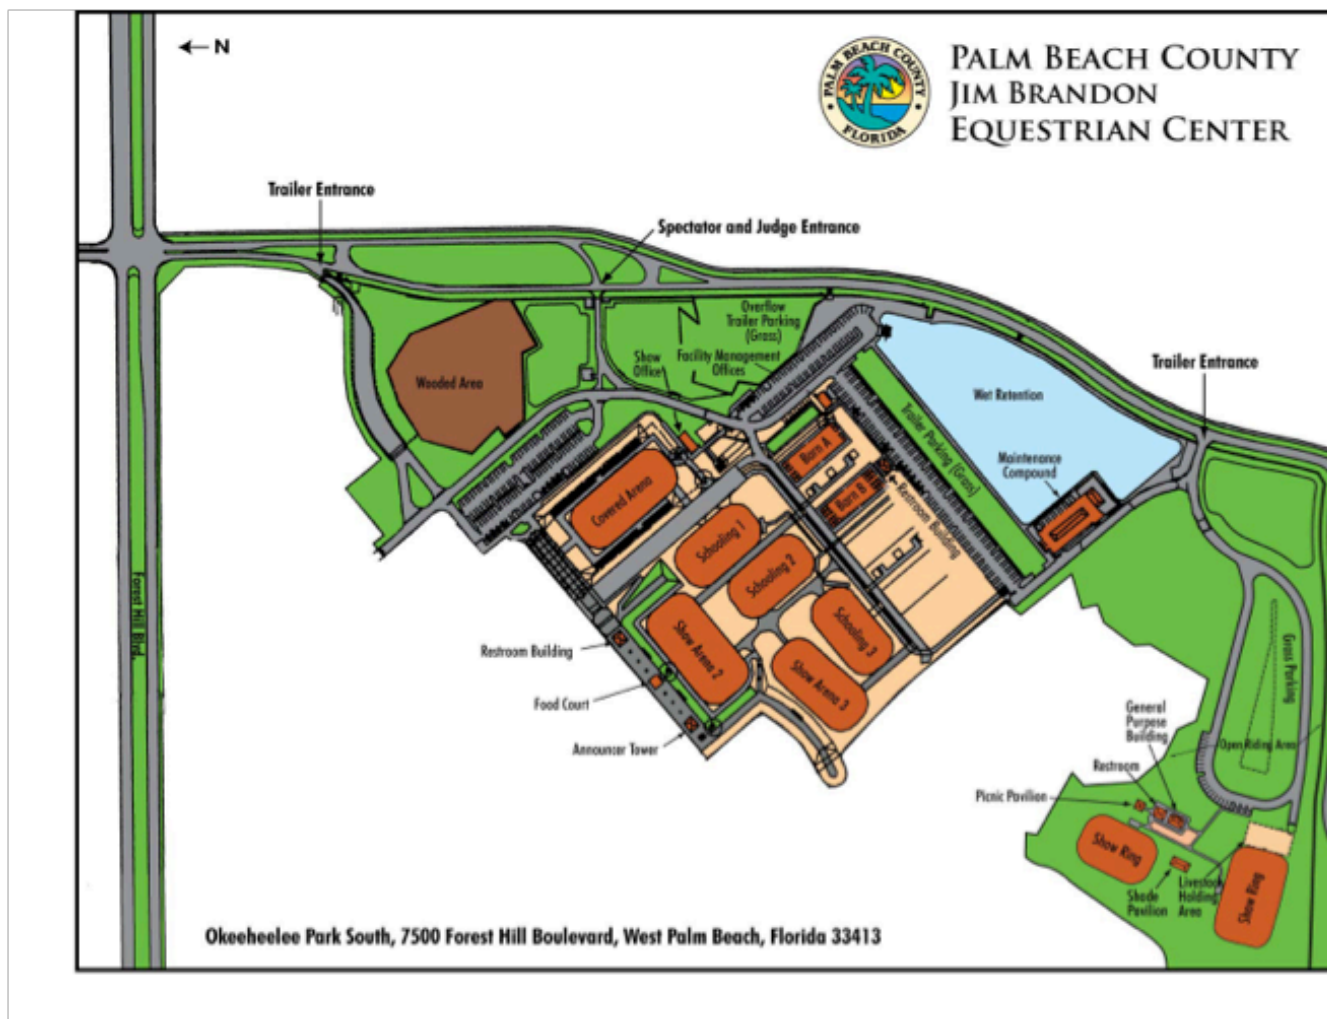 N
PALM BEACH COUNTY
FLORIDA
PALM BEACH COUNTY
JIM BRANDON
EQUESTRIAN CENTER
Trailer Entrance
Spectator and Judge Entrance
Overflow
Trailer Parking
(Grass)
Show
Office
Facility Management
Offices
Wooded Area
Trailer Entrance
Wet Retention
Trailer Parking (Grass)
Maintenance
Compound
Barn A
Barn B
Restroom Building
Covered Arena
Schooling 1
Schooling 2
Schooling 3
Show Arena 2
Show Arena 3
Forest Hill Blvd.
Restroom Building
Food Court
Announcer Tower
Grass Parking
General
Purpose
Building
Open Riding Area
Restroom
Picnic Pavilion
Show Ring
Shade
Pavilion
Livestock
Holding
Area
Show Ring
Okeeheelee Park South, 7500 Forest Hill Boulevard, West Palm Beach, Florida 33413